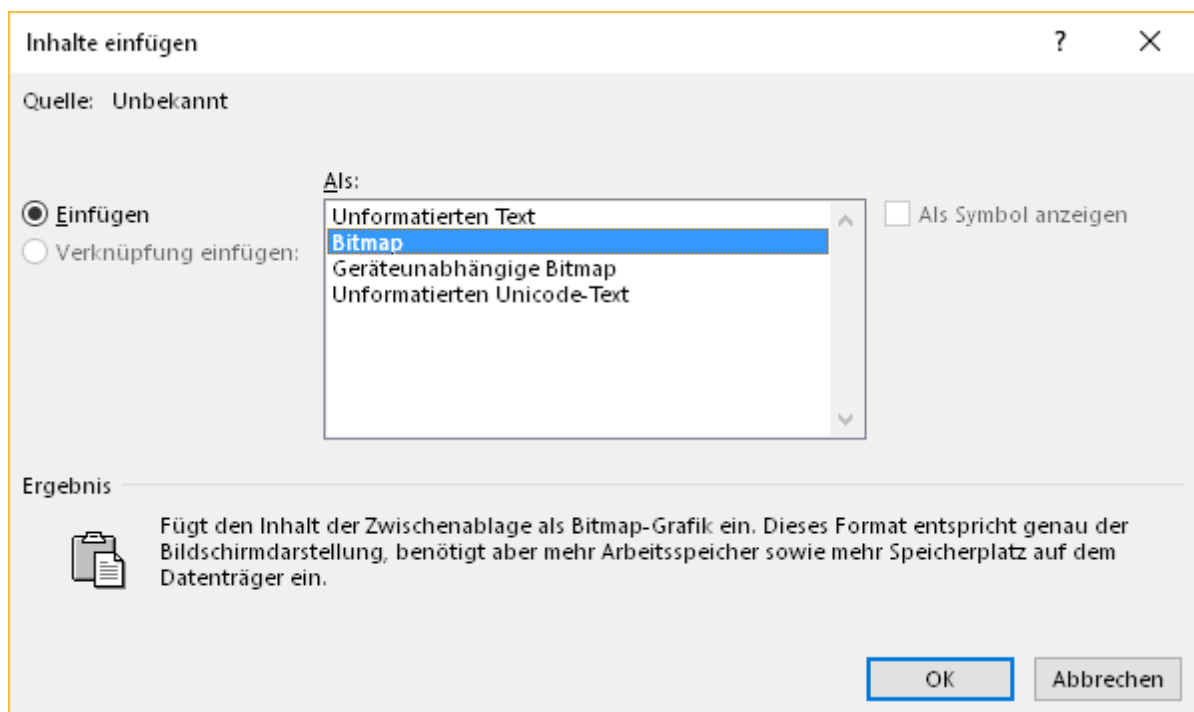 Inhalte einfügen
?
Quelle: Unbekannt
Als:
Einfügen
Verknüpfung einfügen:
Unformatierten Text
Bitmap
Geräteunabhängige Bitmap
Unformatierten Unicode-Text
Als Symbol anzeigen
Ergebnis
Fügt den Inhalt der Zwischenablage als Bitmap-Grafik ein. Dieses Format entspricht genau der
Bildschirmdarstellung, benötigt aber mehr Arbeitsspeicher sowie mehr Speicherplatz auf dem
Datenträger ein.
OK
Abbrechen